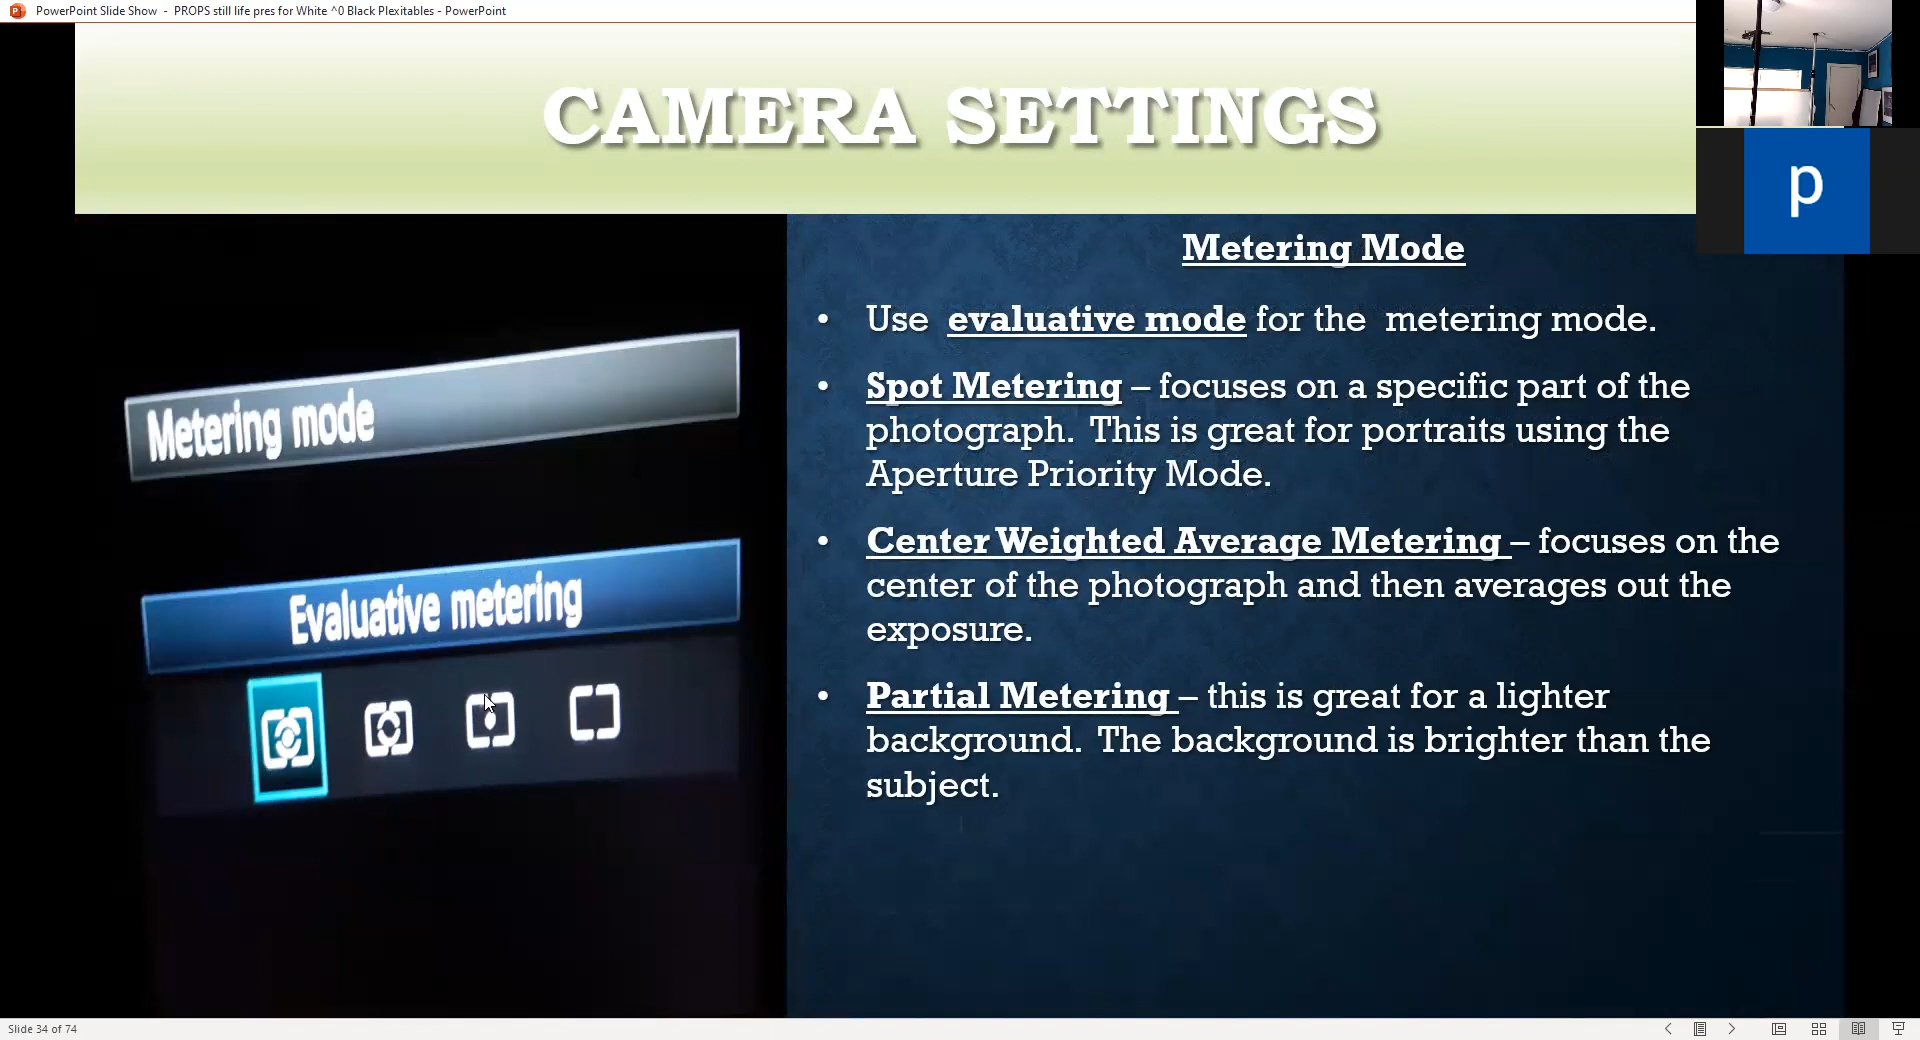 PowerPoint Slide Show - PROPS still life pres for White ^0 Black Plexitables - PowerPoint
CAMERA SETTINGS
p
Metering mode
Evaluative metering
Metering Mode
• Use evaluative mode for the metering mode.
• Spot Metering – focuses on a specific part of the
photograph. This is great for portraits using the
Aperture Priority Mode.
• Center Weighted Average Metering – focuses on the
center of the photograph and then averages out the
exposure.
• Partial Metering – this is great for a lighter
background. The background is brighter than the
subject.
Slide 34 of 74